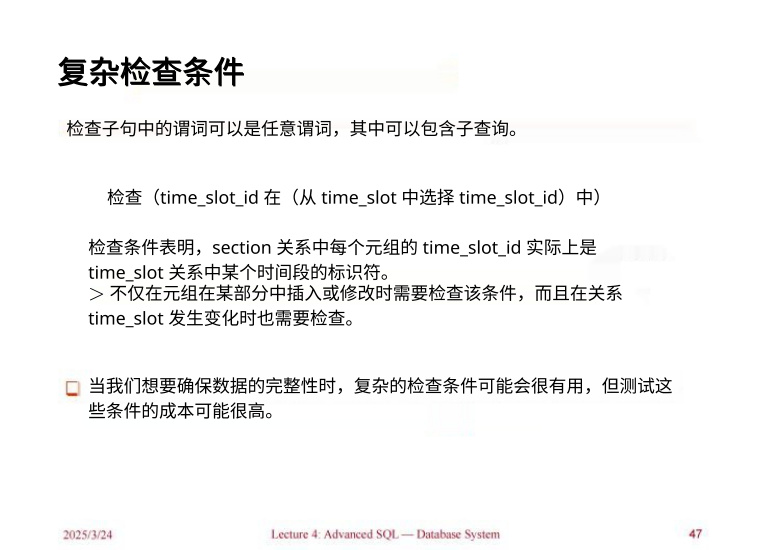 复杂检查条件
检查子句中的谓词可以是任意谓词，其中可以包含子查询。
检查（time_slot_id 在（从 time_slot 中选择 time_slot_id）中）
检查条件表明，section 关系中每个元组的 time_slot_id 实际上是
time_slot 关系中某个时间段的标识符。
＞ 不仅在元组在某部分中插入或修改时需要检查该条件，而且在关系
time_slot 发生变化时也需要检查。
当我们想要确保数据的完整性时，复杂的检查条件可能会很有用，但测试这
些条件的成本可能很高。
2025/3/24
Lecture 4: Advanced SQL — Database System
47